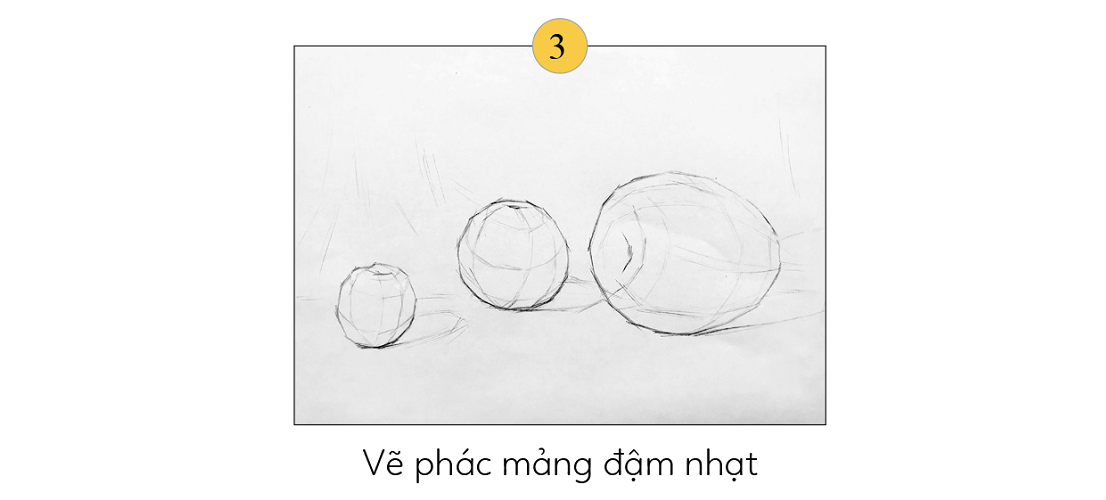 3
Vẽ phác mảng đậm nhạt